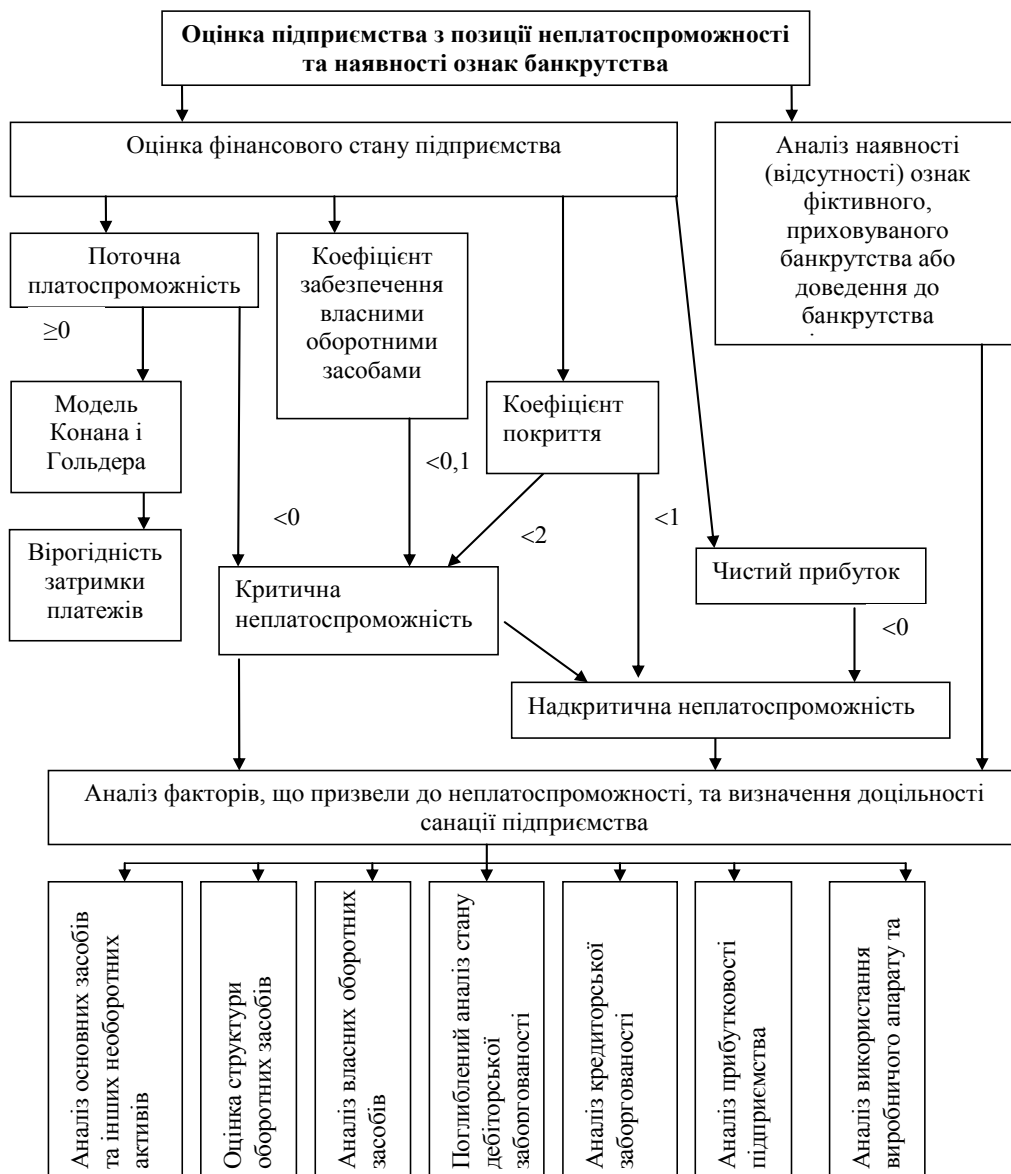 Оцінка підприємства з позиції неплатоспроможності
та наявності ознак банкрутства
Оцінка фінансового стану підприємства
Аналіз наявності
(відсутності) ознак
фіктивного,
приховуваного
банкрутства або
доведення до
банкрутства
Поточна
платоспроможність
Коефіцієнт
забезпечення
власними
оборотними
засобами
≥0
Модель
Конана і
Гольдера
Коефіцієнт
покриття
<0,1
<0
<2
<1
Вірогідність
затримки
платежів
Критична
неплатоспроможність
Чистий прибуток
<0
Надкритична неплатоспроможність
Аналіз факторів, що призвели до неплатоспроможності, та визначення доцільності
санації підприємства
Аналіз основних засобів
та інших необоротних
активів
Оцінка структури
оборотних засобів
Аналіз власних оборотних
засобів
Поглиблений аналіз стану
дебіторської
заборгованості
Аналіз кредиторської
заборгованості
Аналіз прибутковості
підприємства
Аналіз використання
виробничого апарату та